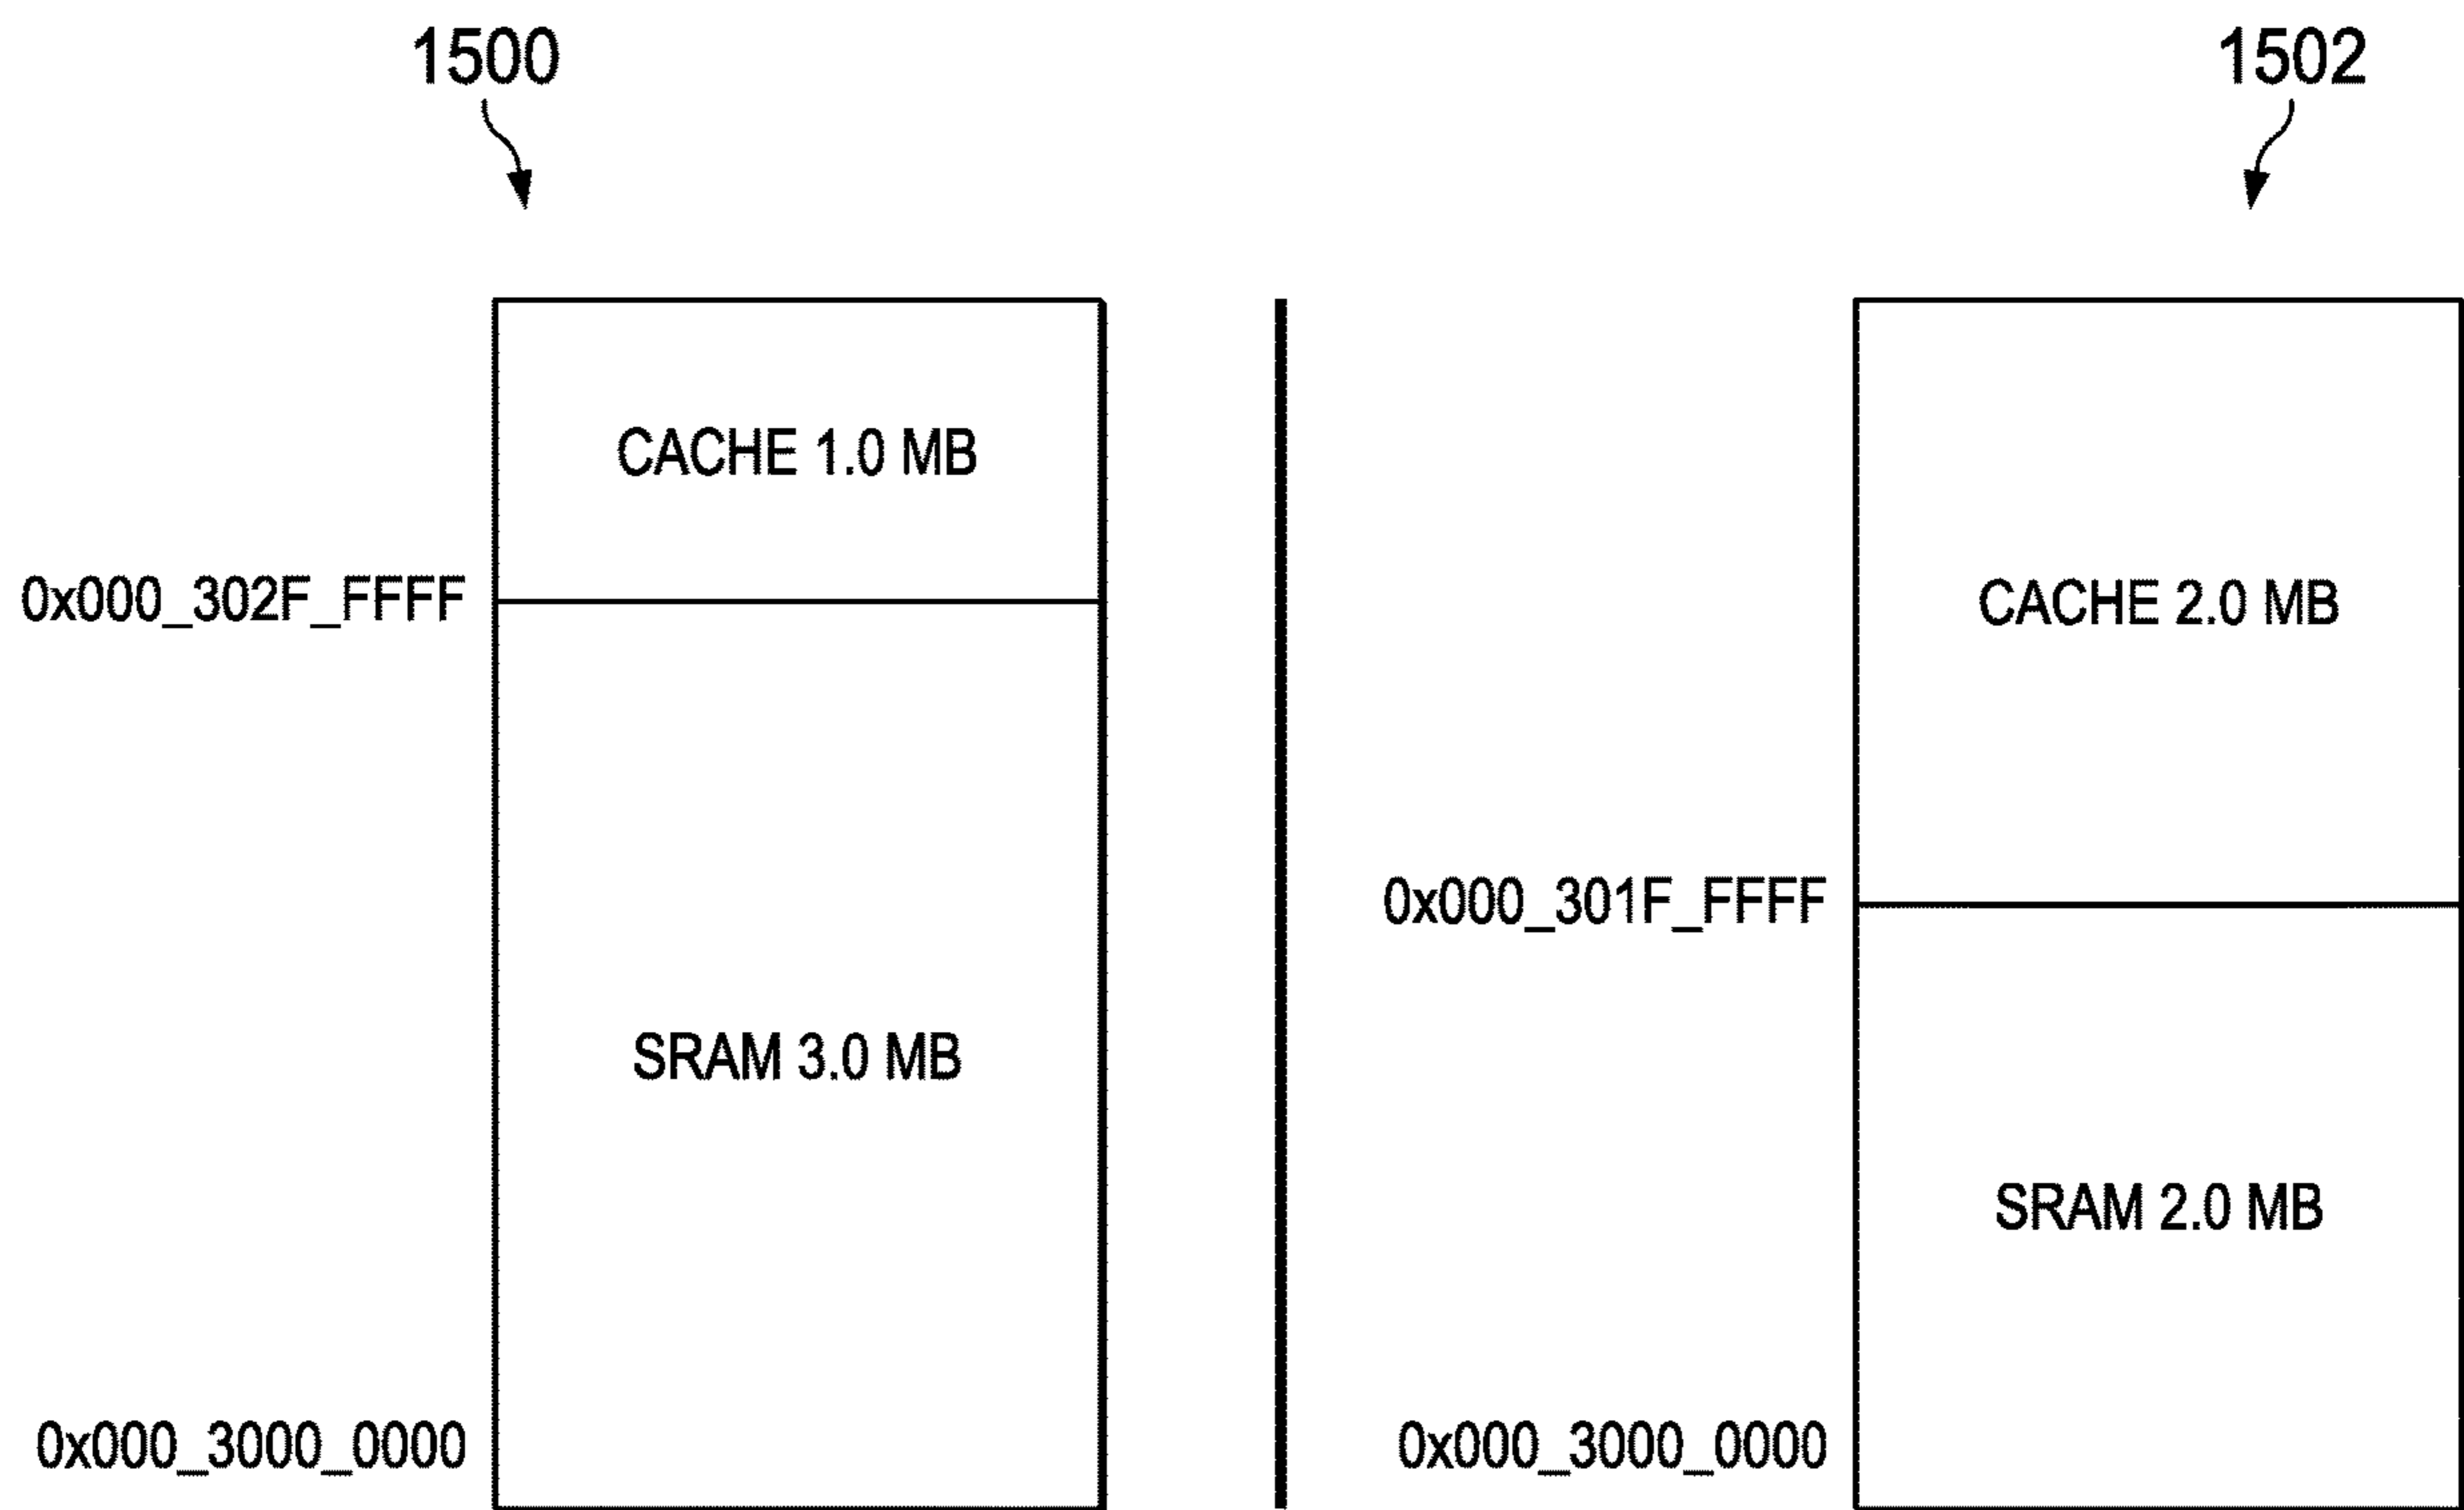 1500
1502
CACHE 1.0 MB
0x000_302F_FFFF
SRAM 3.0 MB
0x000_3000_0000
CACHE 2.0 MB
0x000_301F_FFFF
SRAM 2.0 MB
0x000_3000_0000